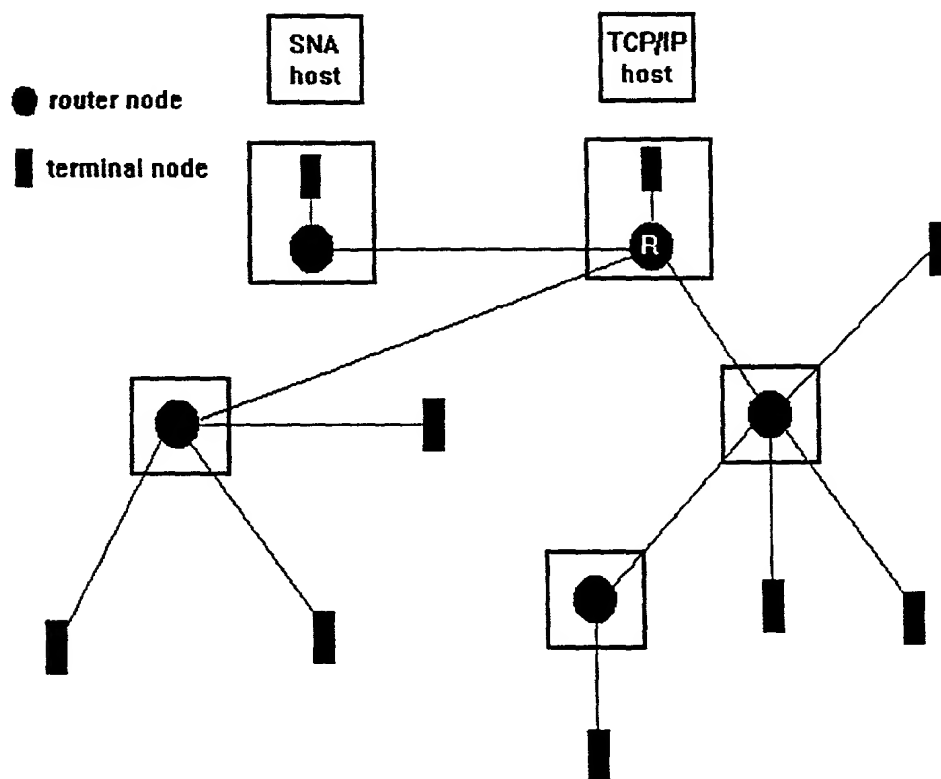 SNA
host
TCP/IP
host
router node
terminal node
R